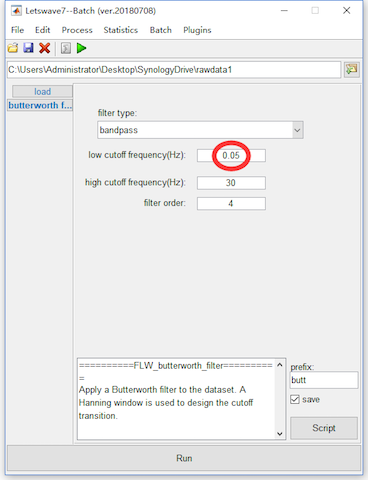 Letswave7--Batch (ver.20180708)
File Edit Process Statistics Batch Plugins
C:\Users\Administrator\Desktop\SynologyDrive\rawdata1
load
butterworth f...
filter type:
bandpass
low cutoff frequency(Hz): 0.05
high cutoff frequency(Hz): 30
filter order: 4
==========FLW_butterworth_filter=========
=
Apply a Butterworth filter to the dataset. A
Hanning window is used to design the cutoff
transition.
prefix:
butt
save
Script
Run